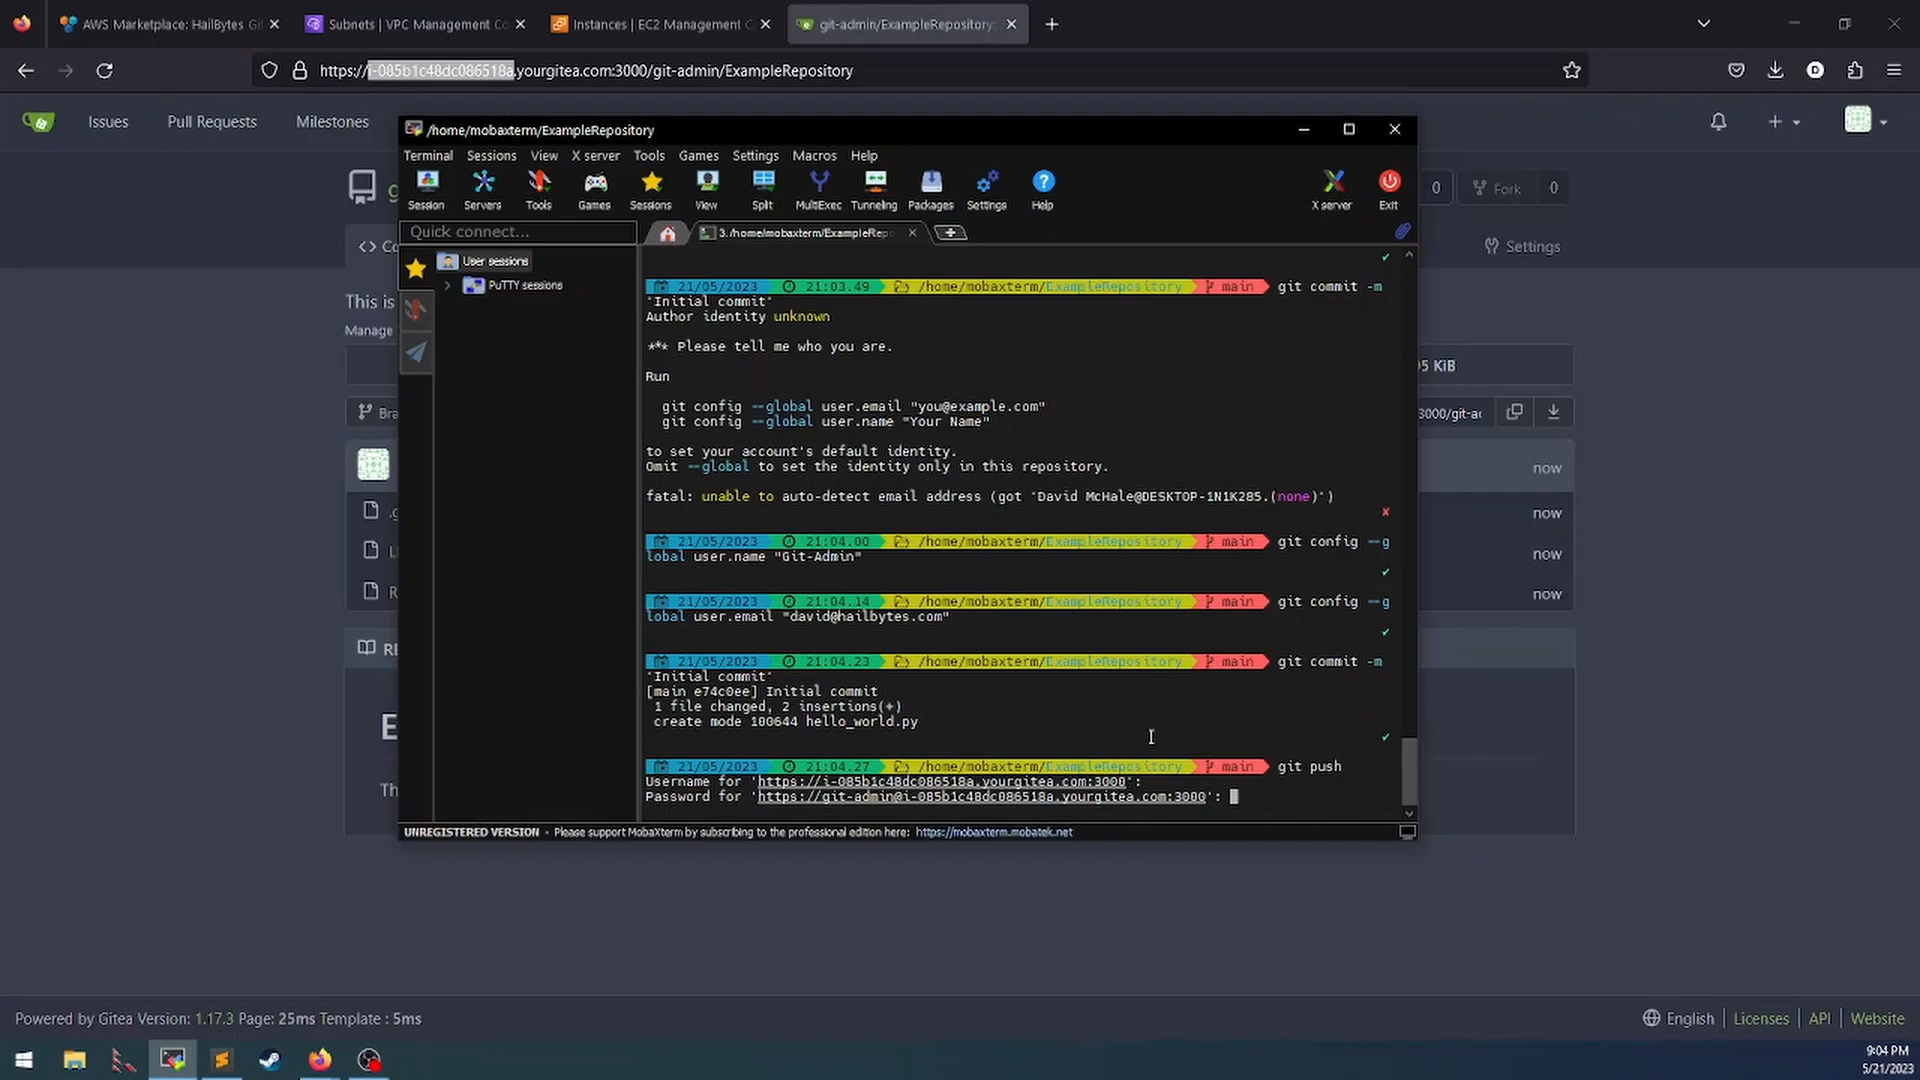 AWS Marketplace: HailBytes Git
Subnets | VPC Management Co
Instances | EC2 Management C
git-admin/ExampleRepository:
https://i-085b1c48dc086518a.yourgitea.com:3000/git-admin/ExampleRepository
Issues
Pull Requests
Milestones
0
Fork
0
Settings
This is
Manage
now
now
now
now
3000/git-ac
/home/mobaxterm/ExampleRepository
Terminal Sessions View X server Tools Games Settings Macros Help
Session Servers Tools Games Sessions View Split MultiExec Tunneling Packages Settings Help X server Exit
Quick connect...
3. /home/mobaxterm/ExampleRepo
User sessions
PuTTY sessions
21/05/2023 21:03.49 /home/mobaxterm/ExampleRepository main git commit -m
"Initial commit"
Author identity unknown
*** Please tell me who you are.
Run
git config --global user.email "you@example.com"
git config --global user.name "Your Name"
to set your account's default identity.
Omit --global to set the identity only in this repository.
fatal: unable to auto-detect email address (got 'David McHale@DESKTOP-1N1K285.(none)')
21/05/2023 21:04.00 /home/mobaxterm/ExampleRepository main git config --g
lobal user.name "Git-Admin"
21/05/2023 21:04.14 /home/mobaxterm/ExampleRepository main git config --g
lobal user.email "david@hailbytes.com"
21/05/2023 21:04.23 /home/mobaxterm/ExampleRepository main git commit -m
"Initial commit"
[main e74c0ee] Initial commit
1 file changed, 2 insertions(+)
create mode 100644 hello_world.py
21/05/2023 21:04.27 /home/mobaxterm/ExampleRepository main git push
Username for 'https://i-085b1c48dc086518a.yourgitea.com:3000':
Password for 'https://git-admin@i-085b1c48dc086518a.yourgitea.com:3000':
UNREGISTERED VERSION - Please support MobaXterm by subscribing to the professional edition here: https://mobaxterm.mobatek.net
Powered by Gitea Version: 1.17.3 Page: 25ms Template : 5ms
English | Licenses | API | Website
9:04 PM
5/21/2023